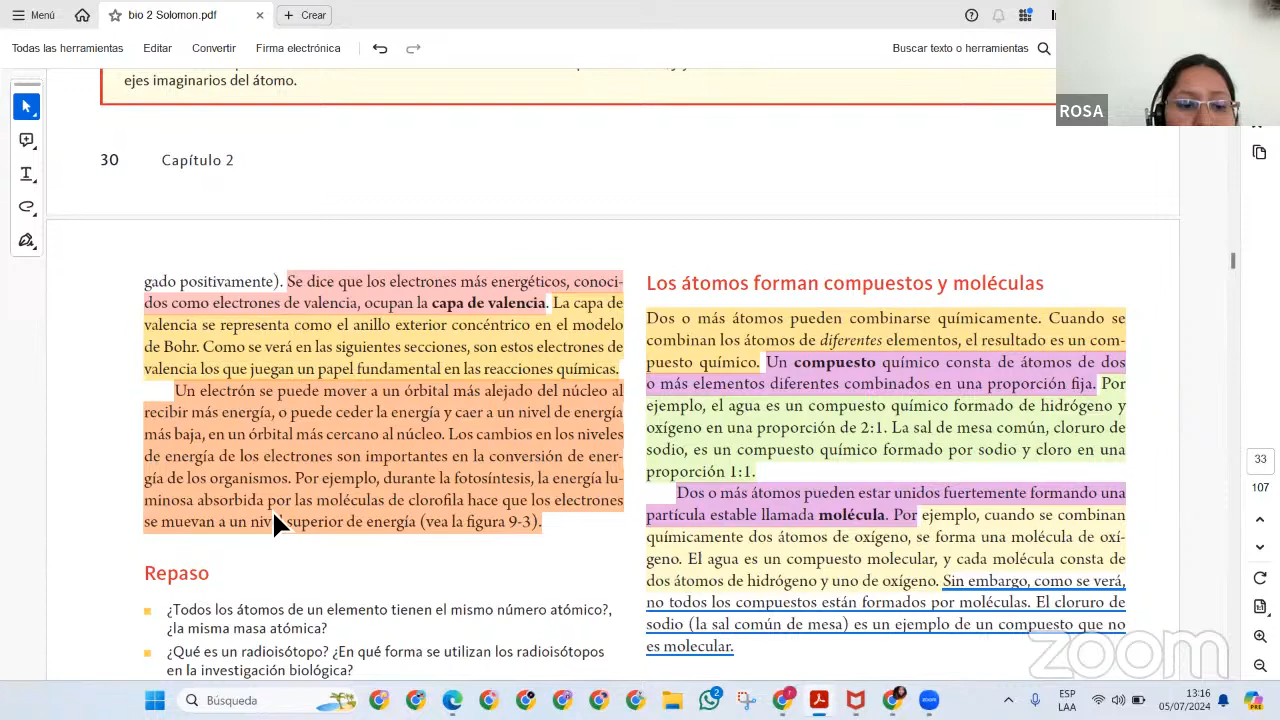 Menú
bio 2 Solomon.pdf
Crear
Todas las herramientas
Editar
Convertir
Firma electrónica
Buscar texto o herramientas
ROSA
ejes imaginarios del átomo.
30
Capítulo 2
gado positivamente). Se dice que los electrones más energéticos, conoci-
dos como electrones de valencia, ocupan la capa de valencia. La capa de
valencia se representa como el anillo exterior concéntrico en el modelo
de Bohr. Como se verá en las siguientes secciones, son estos electrones de
valencia los que juegan un papel fundamental en las reacciones químicas.
Un electrón se puede mover a un órbital más alejado del núcleo al
recibir más energía, o puede ceder la energía y caer a un nivel de energía
más baja, en un órbital más cercano al núcleo. Los cambios en los niveles
de energía de los electrones son importantes en la conversión de ener-
gía de los organismos. Por ejemplo, durante la fotosíntesis, la energía lu-
minosa absorbida por las moléculas de clorofila hace que los electrones
se muevan a un nivel superior de energía (vea la figura 9-3).
Repaso
¿Todos los átomos de un elemento tienen el mismo número atómico?,
¿la misma masa atómica?
¿Qué es un radioisótopo? ¿En qué forma se utilizan los radioisótopos
en la investigación biológica?
Los átomos forman compuestos y moléculas
Dos o más átomos pueden combinarse químicamente. Cuando se
combinan los átomos de diferentes elementos, el resultado es un com-
puesto químico. Un compuesto químico consta de átomos de dos
o más elementos diferentes combinados en una proporción fija. Por
ejemplo, el agua es un compuesto químico formado de hidrógeno y
oxígeno en una proporción de 2:1. La sal de mesa común, cloruro de
sodio, es un compuesto químico formado por sodio y cloro en una
proporción 1:1.
Dos o más átomos pueden estar unidos fuertemente formando una
partícula estable llamada molécula. Por ejemplo, cuando se combinan
químicamente dos átomos de oxígeno, se forma una molécula de oxí-
geno. El agua es un compuesto molecular, y cada molécula consta de
dos átomos de hidrógeno y uno de oxígeno. Sin embargo, como se verá,
no todos los compuestos están formados por moléculas. El cloruro de
sodio (la sal común de mesa) es un ejemplo de un compuesto que no
es molecular.
33
107
zoom
Búsqueda
2
zoom
ESP
LAA
13:16
05/07/2024